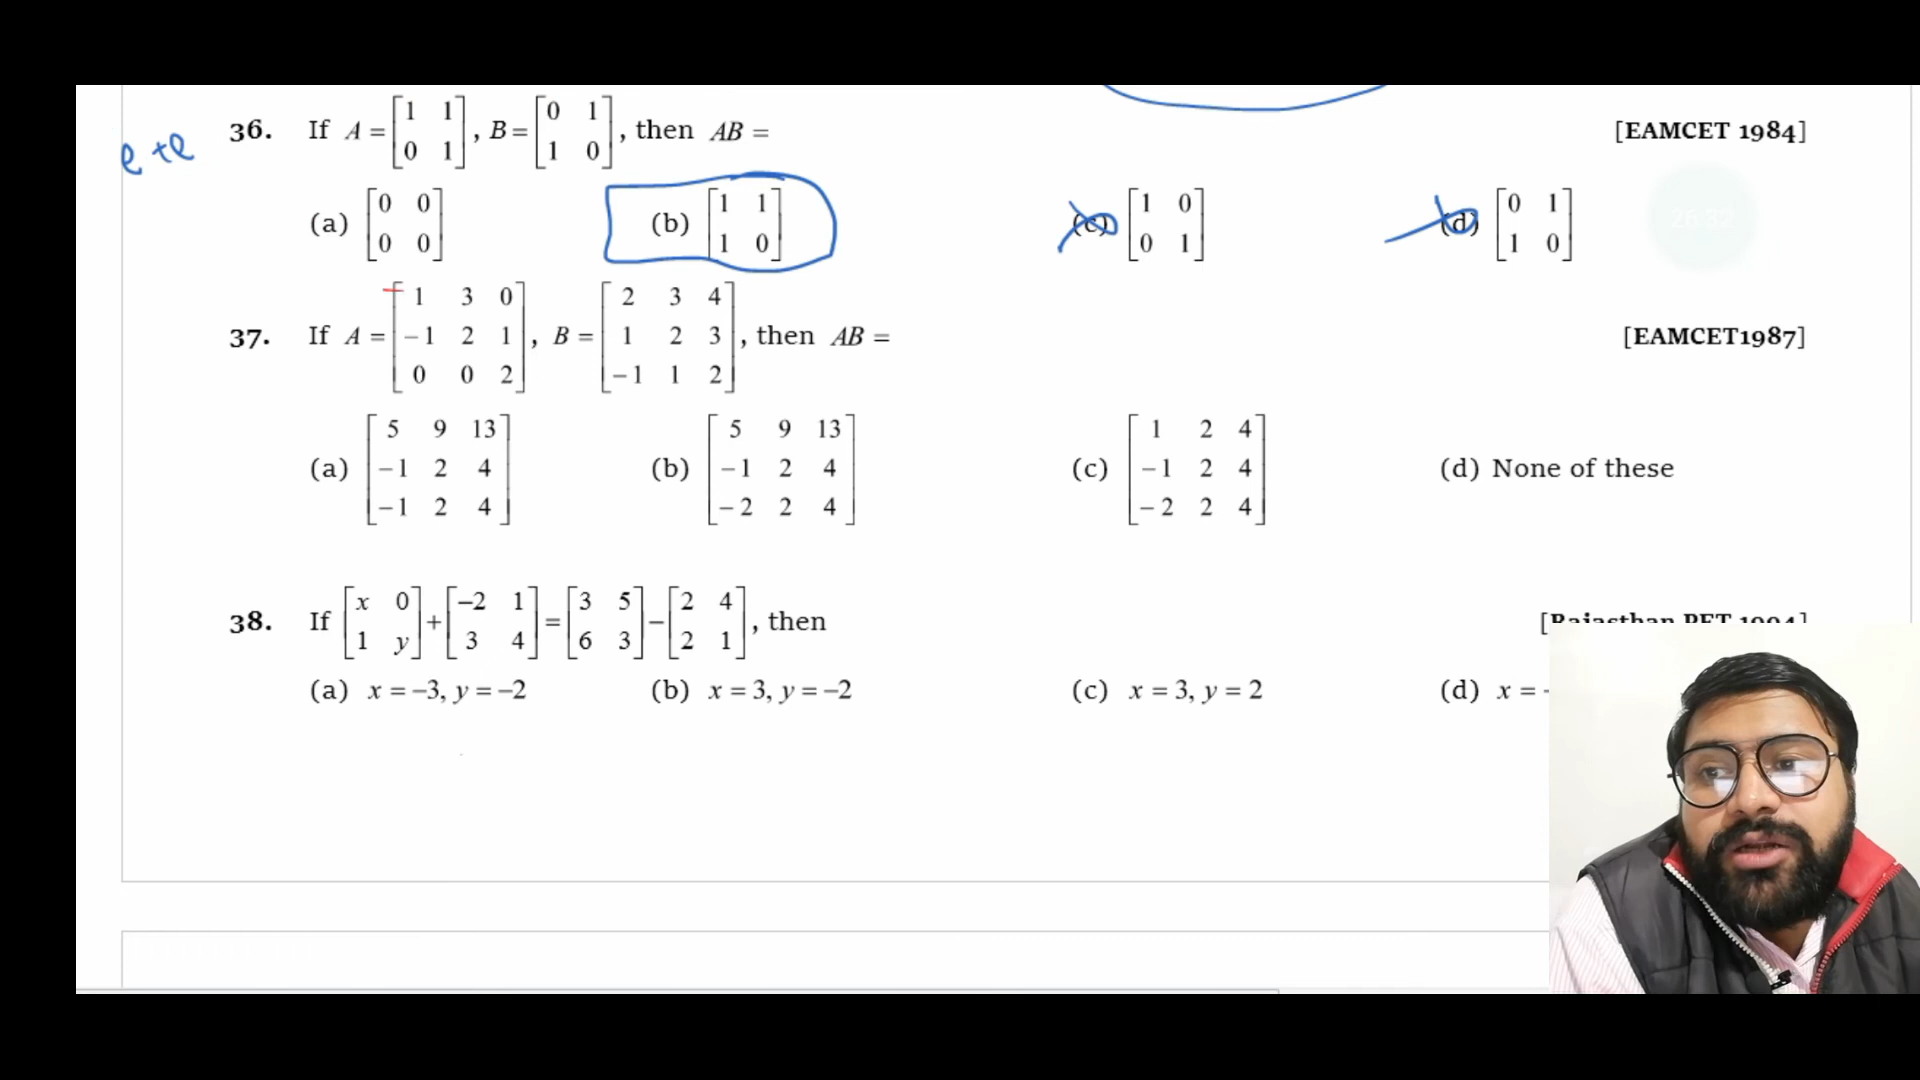 36. If A = [1 1; 0 1], B = [0 1; 1 0], then AB = [EAMCET 1984]
e +e
(a) [0 0; 0 0] (b) [1 1; 1 0] (c) [1 0; 0 1] (d) [0 1; 1 0]
26:32
37. If A = [1 3 0; −1 2 1; 0 0 2], B = [2 3 4; 1 2 3; −1 1 2], then AB = [EAMCET1987]
(a) [5 9 13; −1 2 4; −1 2 4] (b) [5 9 13; −1 2 4; −2 2 4] (c) [1 2 4; −1 2 4; −2 2 4] (d) None of these
38. If [x 0; 1 y] + [−2 1; 3 4] = [3 5; 6 3] − [2 4; 2 1], then [Rajasthan PET 1994]
(a) x = −3, y = −2 (b) x = 3, y = −2 (c) x = 3, y = 2 (d) x = -